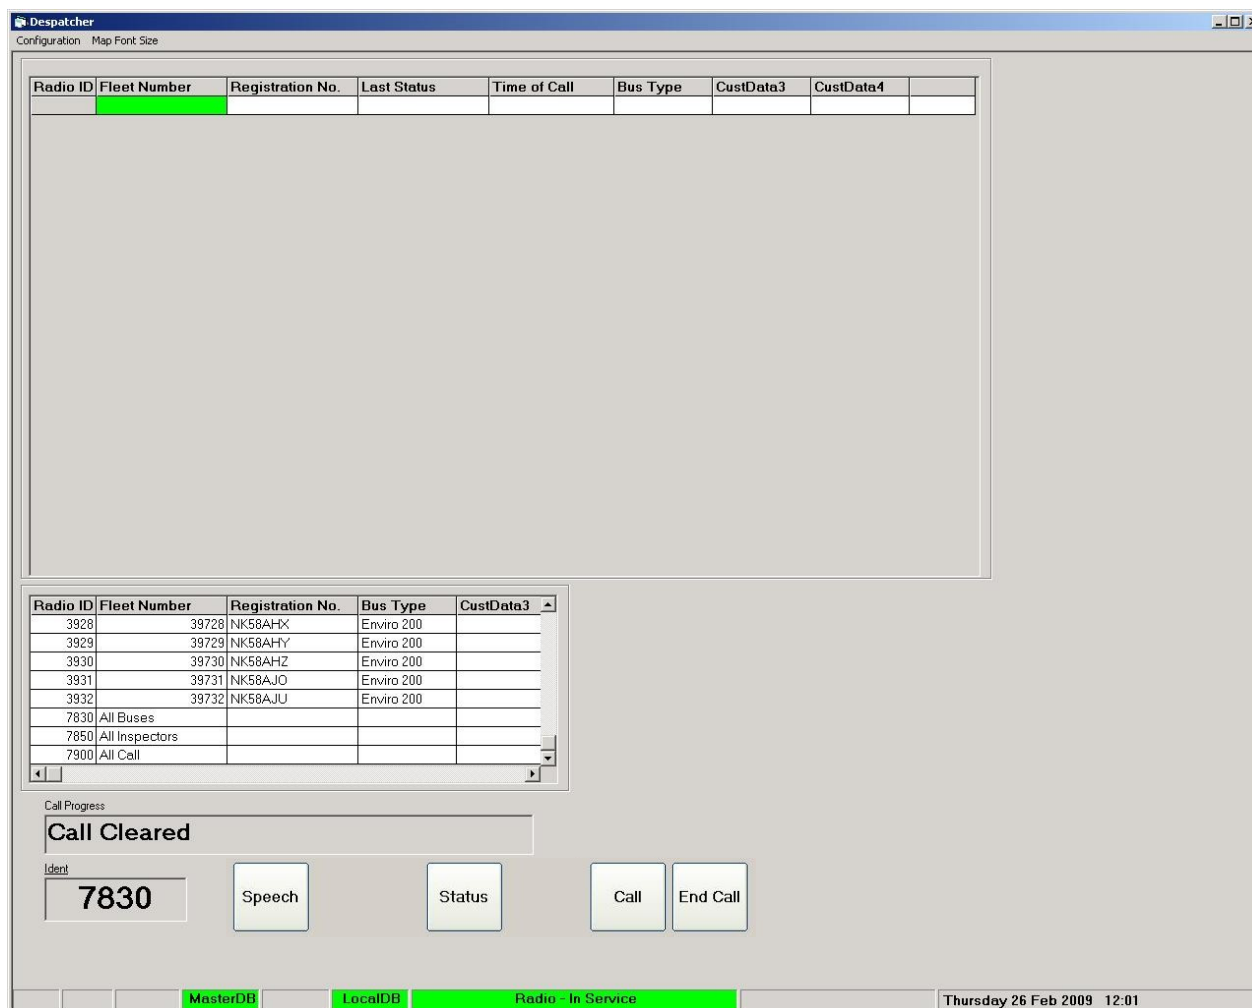 Despatcher
Configuration Map Font Size
Radio ID Fleet Number Registration No. Last Status Time of Call Bus Type CustData3 CustData4
Radio ID Fleet Number Registration No. Bus Type CustData3
3928 39728 NK58AHX Enviro 200
3929 39729 NK58AHY Enviro 200
3930 39730 NK58AHZ Enviro 200
3931 39731 NK58AJO Enviro 200
3932 39732 NK58AJU Enviro 200
7830 All Buses
7850 All Inspectors
7900 All Call
Call Progress
Call Cleared
Ident
7830 Speech Status Call End Call
MasterDB LocalDB Radio - In Service Thursday 26 Feb 2009 12:01